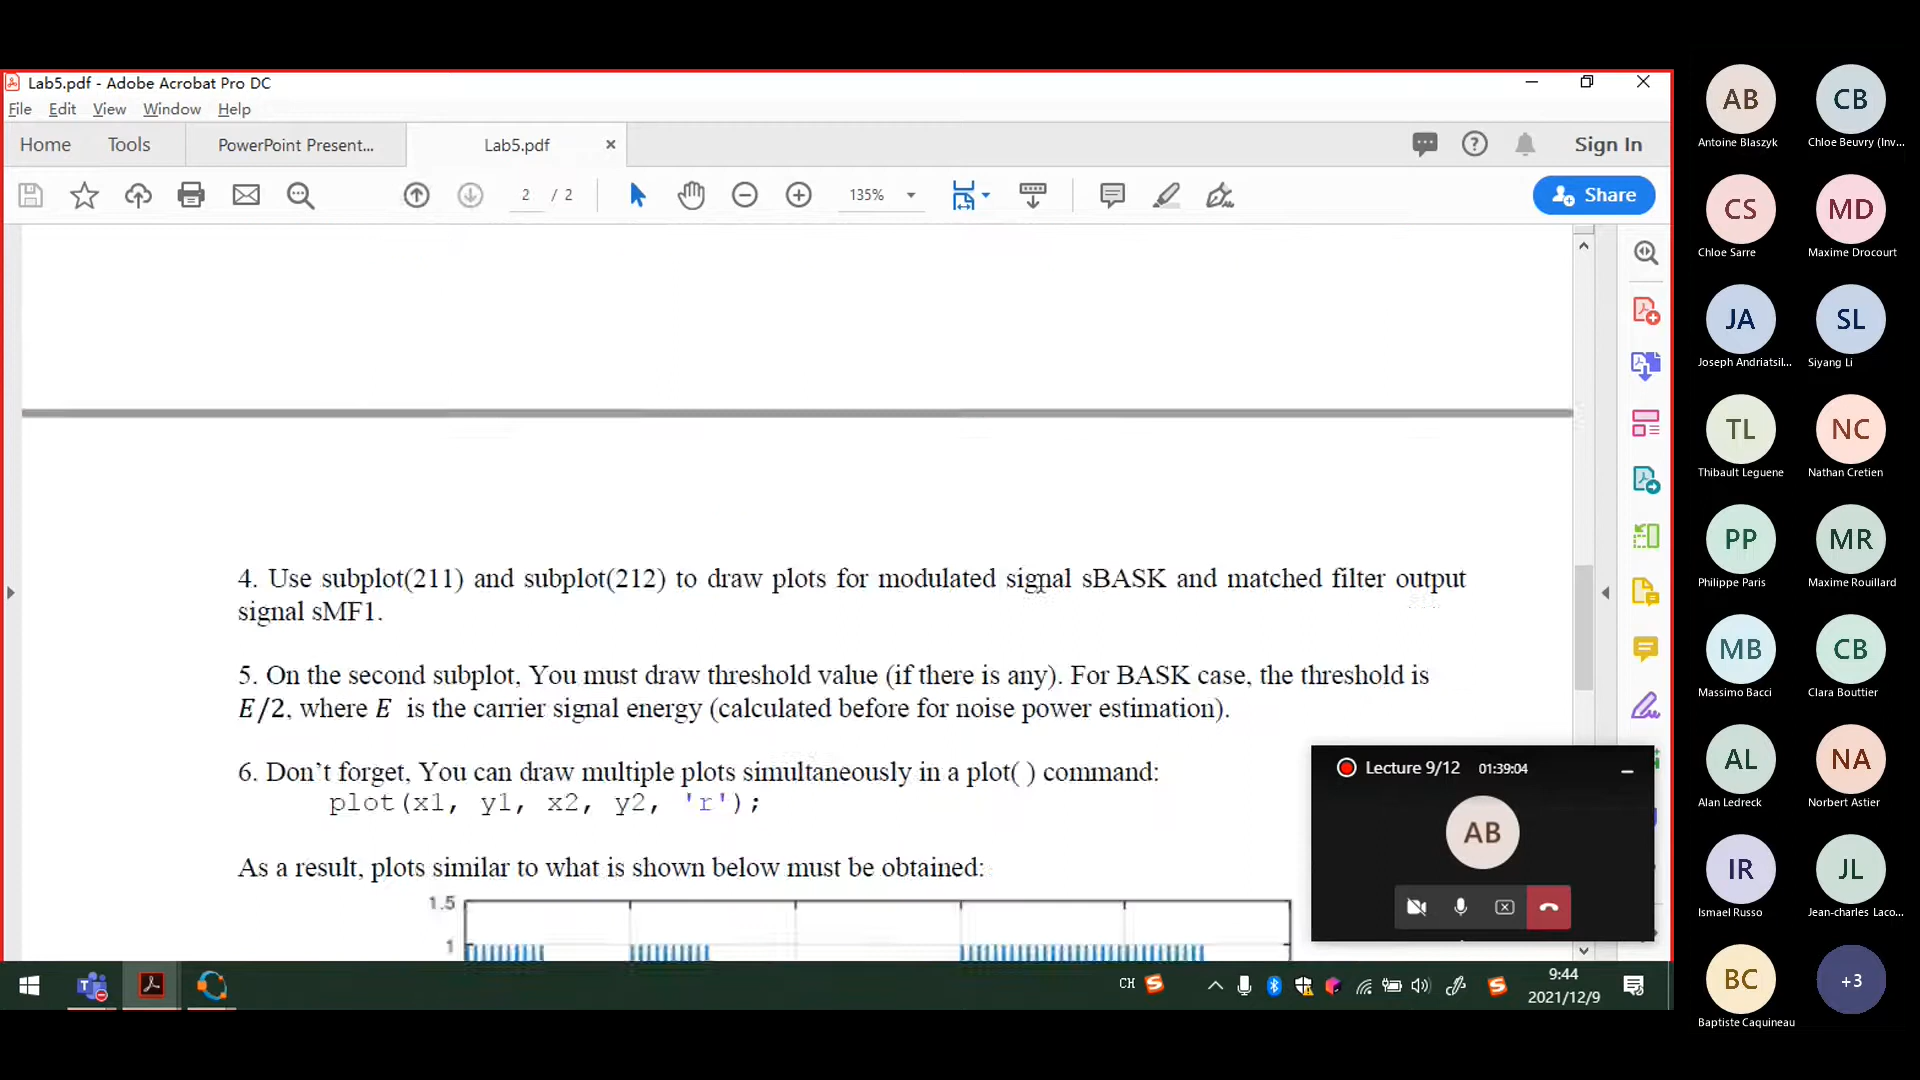 Lab5.pdf - Adobe Acrobat Pro DC
File Edit View Window Help
Home Tools PowerPoint Present... Lab5.pdf × Sign In
2 / 2 135% Share
4. Use subplot(211) and subplot(212) to draw plots for modulated signal sBASK and matched filter output
signal sMF1.
5. On the second subplot, You must draw threshold value (if there is any). For BASK case, the threshold is
E/2, where E is the carrier signal energy (calculated before for noise power estimation).
6. Don't forget, You can draw multiple plots simultaneously in a plot( ) command:
plot(x1, y1, x2, y2, 'r');
As a result, plots similar to what is shown below must be obtained:
1.5
1
Lecture 9/12 01:39:04
AB
CH
9:44
2021/12/9
AB CB
Antoine Blaszyk Chloe Beuvry (Inv...
CS MD
Chloe Sarre Maxime Drocourt
JA SL
Joseph Andriatsil... Siyang Li
TL NC
Thibault Leguene Nathan Cretien
PP MR
Philippe Paris Maxime Rouillard
MB CB
Massimo Bacci Clara Bouttier
AL NA
Alan Ledreck Norbert Astier
IR JL
Ismael Russo Jean-charles Laco...
BC +3
Baptiste Caquineau